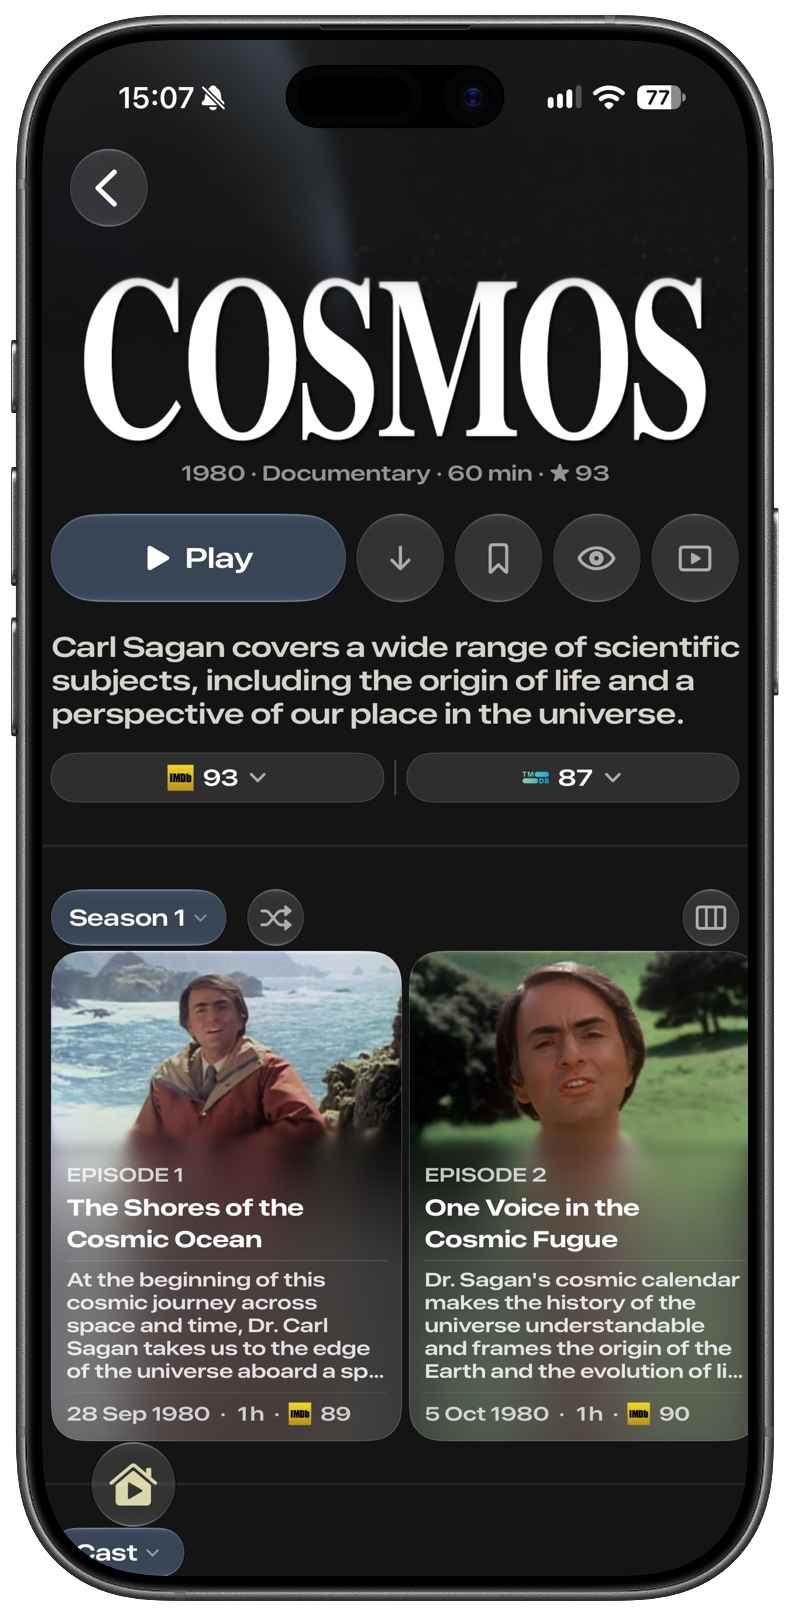 15:07
77
COSMOS
1980 · Documentary · 60 min · ★ 93
Play
Carl Sagan covers a wide range of scientific
subjects, including the origin of life and a
perspective of our place in the universe.
IMDb 93
TMDB 87
Season 1
EPISODE 1
The Shores of the
Cosmic Ocean
At the beginning of this
cosmic journey across
space and time, Dr. Carl
Sagan takes us to the edge
of the universe aboard a sp...
28 Sep 1980 · 1h · IMDb 89
EPISODE 2
One Voice in the
Cosmic Fugue
Dr. Sagan's cosmic calendar
makes the history of the
universe understandable
and frames the origin of the
Earth and the evolution of li...
5 Oct 1980 · 1h · IMDb 90
Cast